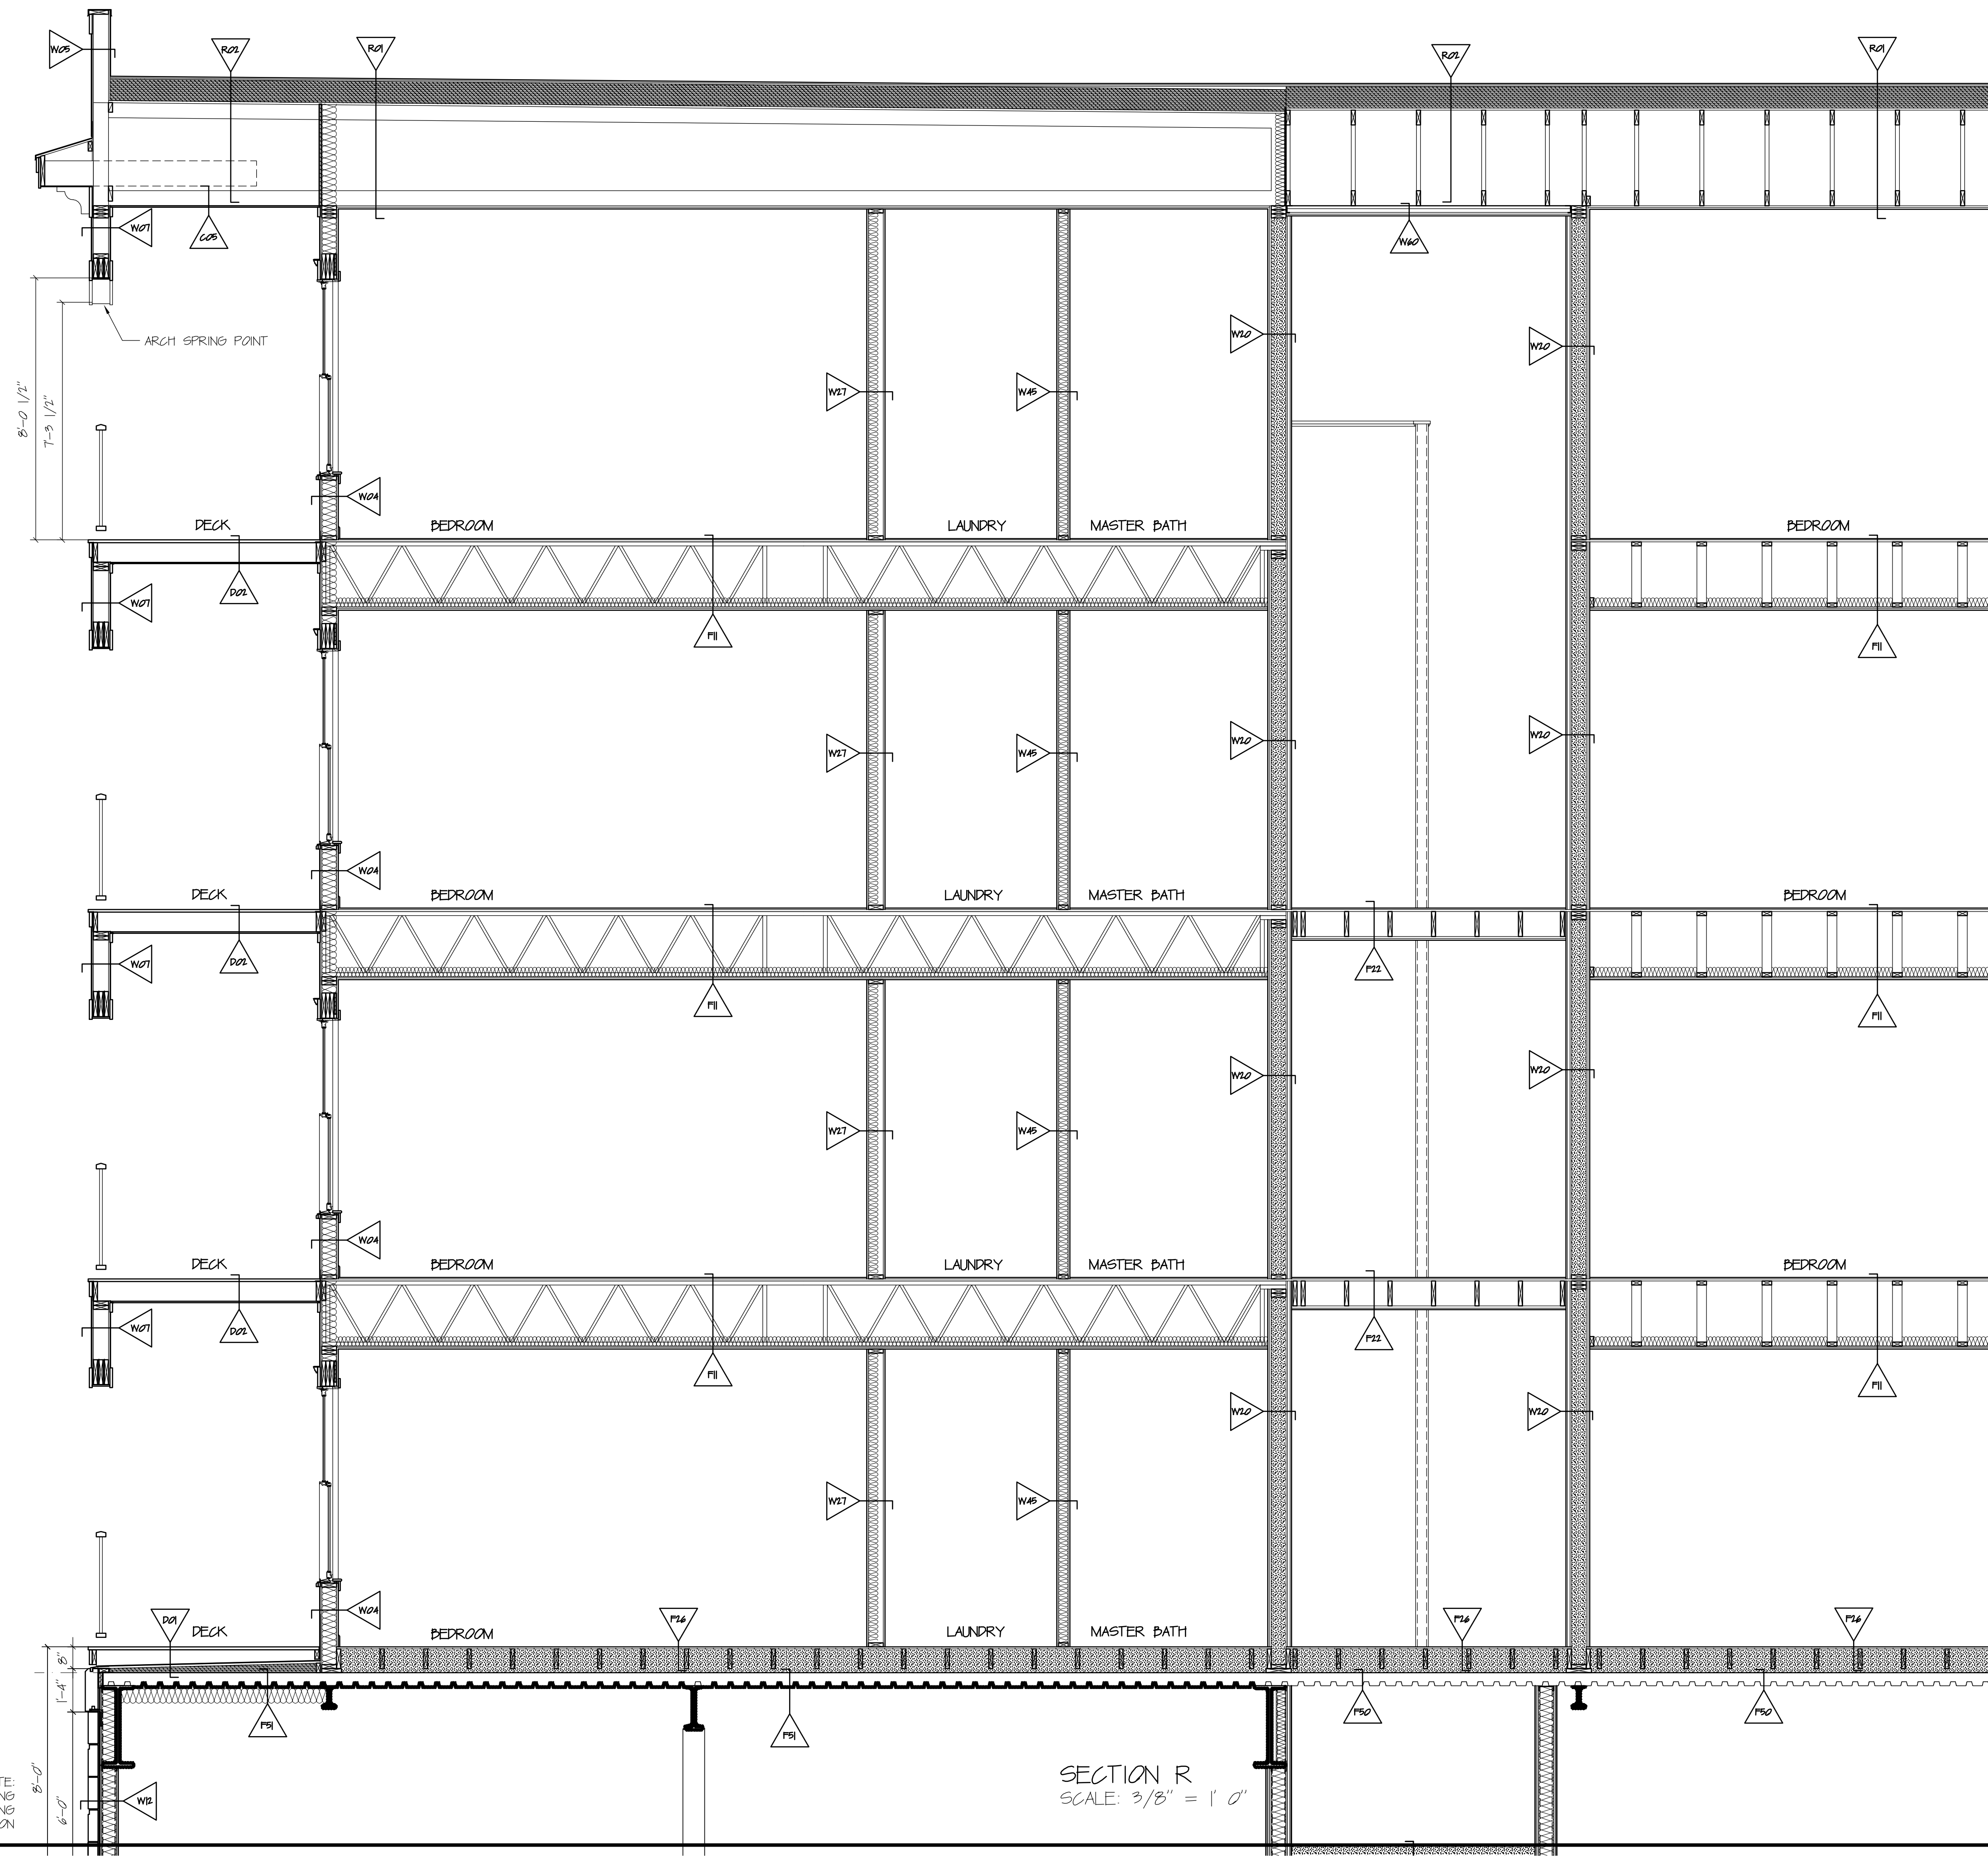 W05
R02
R01
R02
R01
W07
C05
W60
ARCH SPRING POINT
8'-0 1/2"
7'-3 1/2"
W20
W20
W27
W45
W04
DECK
BEDROOM
LAUNDRY
MASTER BATH
BEDROOM
D02
W07
F11
F11
W27
W45
W20
W20
W04
DECK
BEDROOM
LAUNDRY
MASTER BATH
BEDROOM
W07
D02
F11
F22
F11
W20
W20
W27
W45
W04
DECK
BEDROOM
LAUNDRY
MASTER BATH
BEDROOM
W07
D02
F11
F22
F11
W20
W20
W27
W45
W04
D01
DECK
BEDROOM
F26
LAUNDRY
MASTER BATH
F26
F26
8"
1'-4"
F51
F51
F50
F50
8'-0"
6'-0"
W12
SECTION R
SCALE: 3/8" = 1' 0"